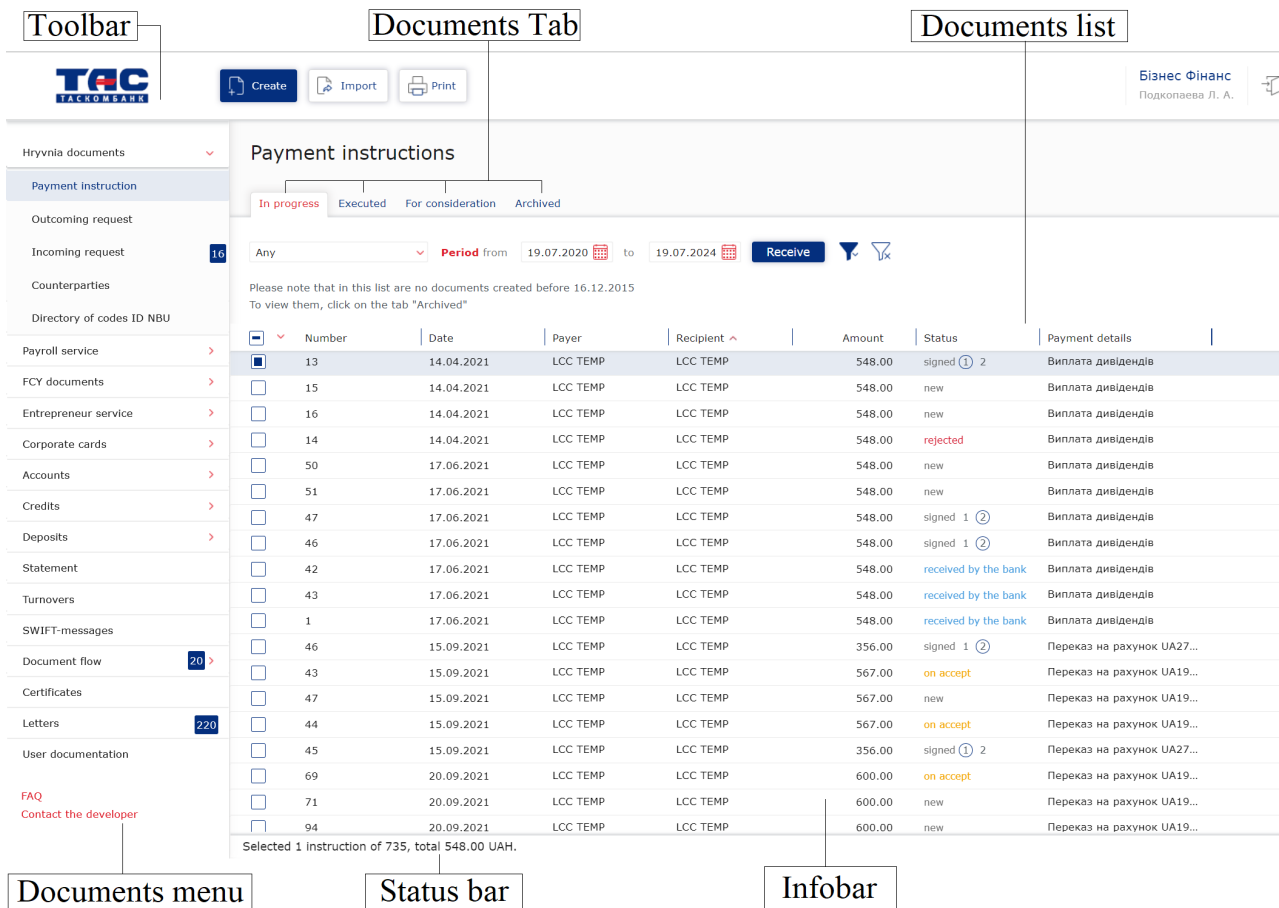 Toolbar
Documents Tab
Documents list
ТАС
ТАСКОМБАНК
Create
Import
Print
Бізнес Фінанс
Подкопаева Л. А.
Hryvnia documents
Payment instruction
Outcoming request
Incoming request 16
Counterparties
Directory of codes ID NBU
Payroll service
FCY documents
Entrepreneur service
Corporate cards
Accounts
Credits
Deposits
Statement
Turnovers
SWIFT-messages
Document flow 20
Certificates
Letters 220
User documentation
FAQ
Contact the developer
Payment instructions
In progress Executed For consideration Archived
Any Period from 19.07.2020 to 19.07.2024 Receive
Please note that in this list are no documents created before 16.12.2015
To view them, click on the tab "Archived"
Number Date Payer Recipient Amount Status Payment details
13 14.04.2021 LCC TEMP LCC TEMP 548.00 signed 1 2 Виплата дивідендів
15 14.04.2021 LCC TEMP LCC TEMP 548.00 new Виплата дивідендів
16 14.04.2021 LCC TEMP LCC TEMP 548.00 new Виплата дивідендів
14 14.04.2021 LCC TEMP LCC TEMP 548.00 rejected Виплата дивідендів
50 17.06.2021 LCC TEMP LCC TEMP 548.00 new Виплата дивідендів
51 17.06.2021 LCC TEMP LCC TEMP 548.00 new Виплата дивідендів
47 17.06.2021 LCC TEMP LCC TEMP 548.00 signed 1 2 Виплата дивідендів
46 17.06.2021 LCC TEMP LCC TEMP 548.00 signed 1 2 Виплата дивідендів
42 17.06.2021 LCC TEMP LCC TEMP 548.00 received by the bank Виплата дивідендів
43 17.06.2021 LCC TEMP LCC TEMP 548.00 received by the bank Виплата дивідендів
1 17.06.2021 LCC TEMP LCC TEMP 548.00 received by the bank Виплата дивідендів
46 15.09.2021 LCC TEMP LCC TEMP 356.00 signed 1 2 Переказ на рахунок UA27...
43 15.09.2021 LCC TEMP LCC TEMP 567.00 on accept Переказ на рахунок UA19...
47 15.09.2021 LCC TEMP LCC TEMP 567.00 new Переказ на рахунок UA19...
44 15.09.2021 LCC TEMP LCC TEMP 567.00 on accept Переказ на рахунок UA19...
45 15.09.2021 LCC TEMP LCC TEMP 356.00 signed 1 2 Переказ на рахунок UA27...
69 20.09.2021 LCC TEMP LCC TEMP 600.00 on accept Переказ на рахунок UA19...
71 20.09.2021 LCC TEMP LCC TEMP 600.00 new Переказ на рахунок UA19...
94 20.09.2021 LCC TEMP LCC TEMP 600.00 new Переказ на рахунок UA19...
Selected 1 instruction of 735, total 548.00 UAH.
Documents menu
Status bar
Infobar